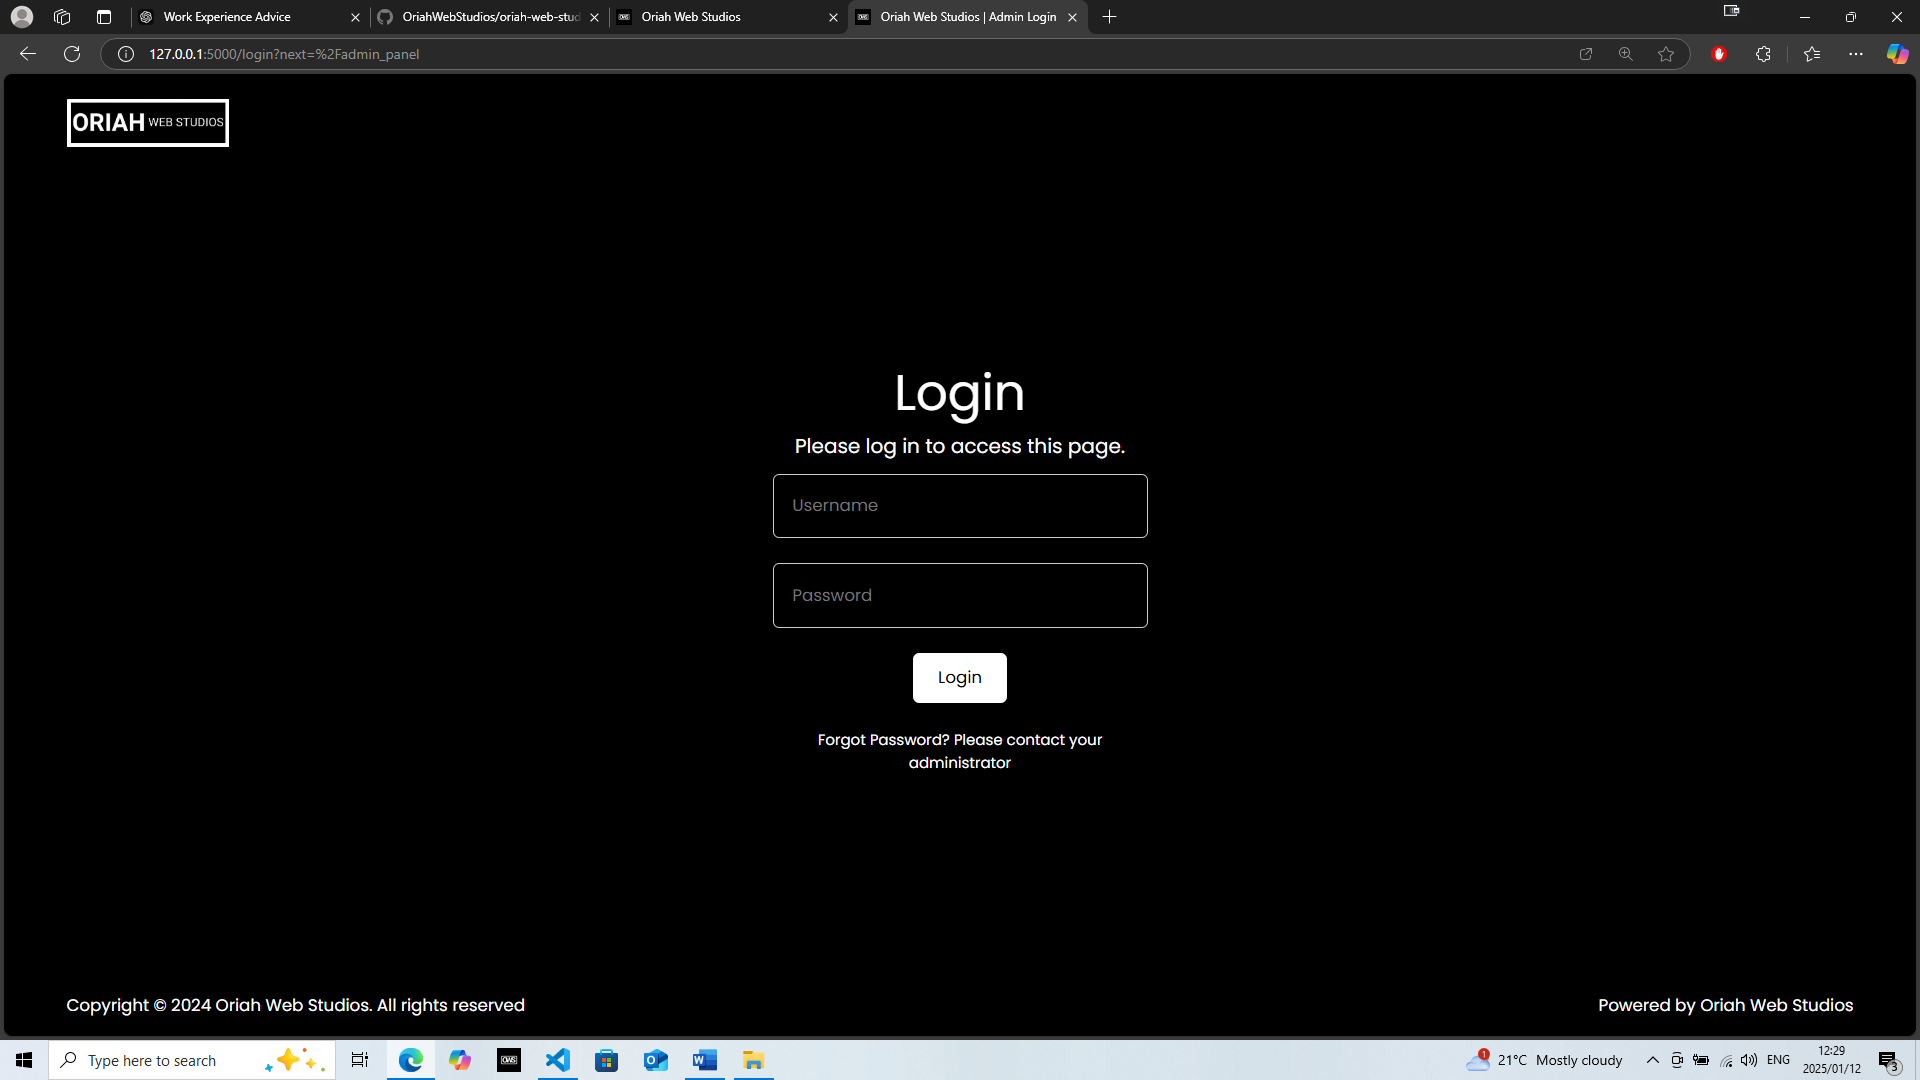 Work Experience Advice
OriahWebStudios/oriah-web-stud
Oriah Web Studios
Oriah Web Studios | Admin Login
127.0.0.1:5000/login?next=%2Fadmin_panel
ORIAH WEB STUDIOS
Login
Please log in to access this page.
Username
Password
Login
Forgot Password? Please contact your
administrator
Copyright © 2024 Oriah Web Studios. All rights reserved
Powered by Oriah Web Studios
Type here to search
OWS
1
21°C Mostly cloudy
ENG
12:29
2025/01/12
3